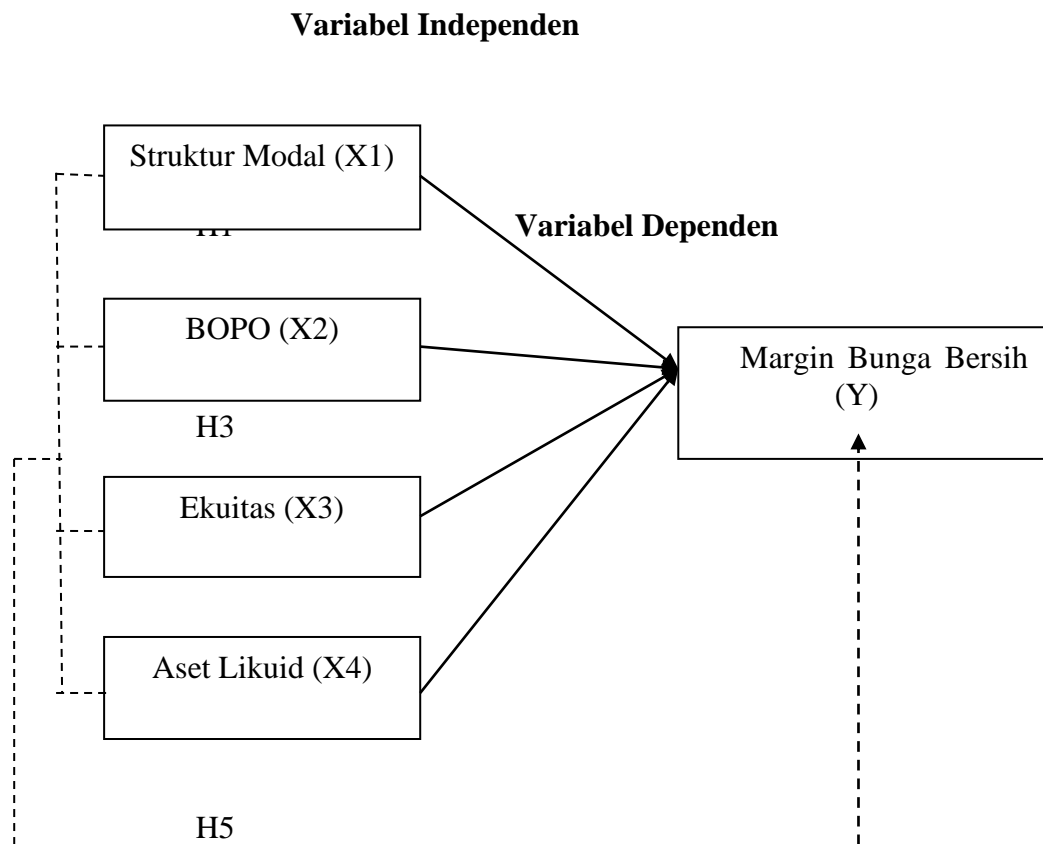 Variabel Independen
Struktur Modal (X1)
Variabel Dependen
BOPO (X2)
Margin Bunga Bersih
(Y)
H3
Ekuitas (X3)
Aset Likuid (X4)
H5